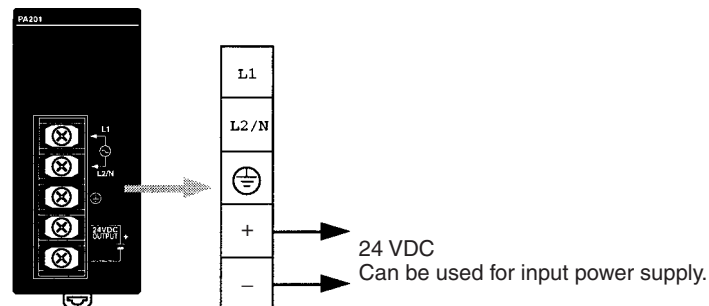 PA201
L1
L2/N
24VDC
OUTPUT
+
L1
L2/N
+
−
24 VDC
Can be used for input power supply.